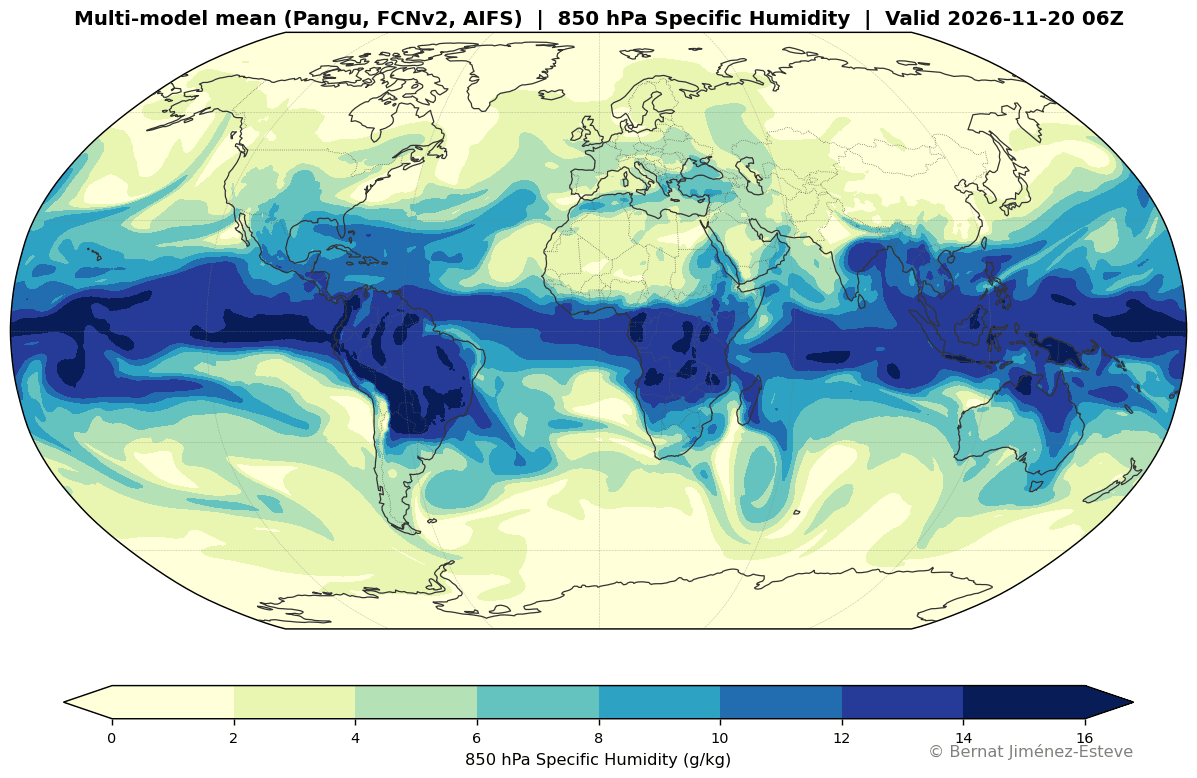 Multi-model mean (Pangu, FCNv2, AIFS)  |  850 hPa Specific Humidity  |  Valid 2026-11-20 06Z
0 2 4 6 8 10 12 14 16
850 hPa Specific Humidity (g/kg)
© Bernat Jiménez-Esteve